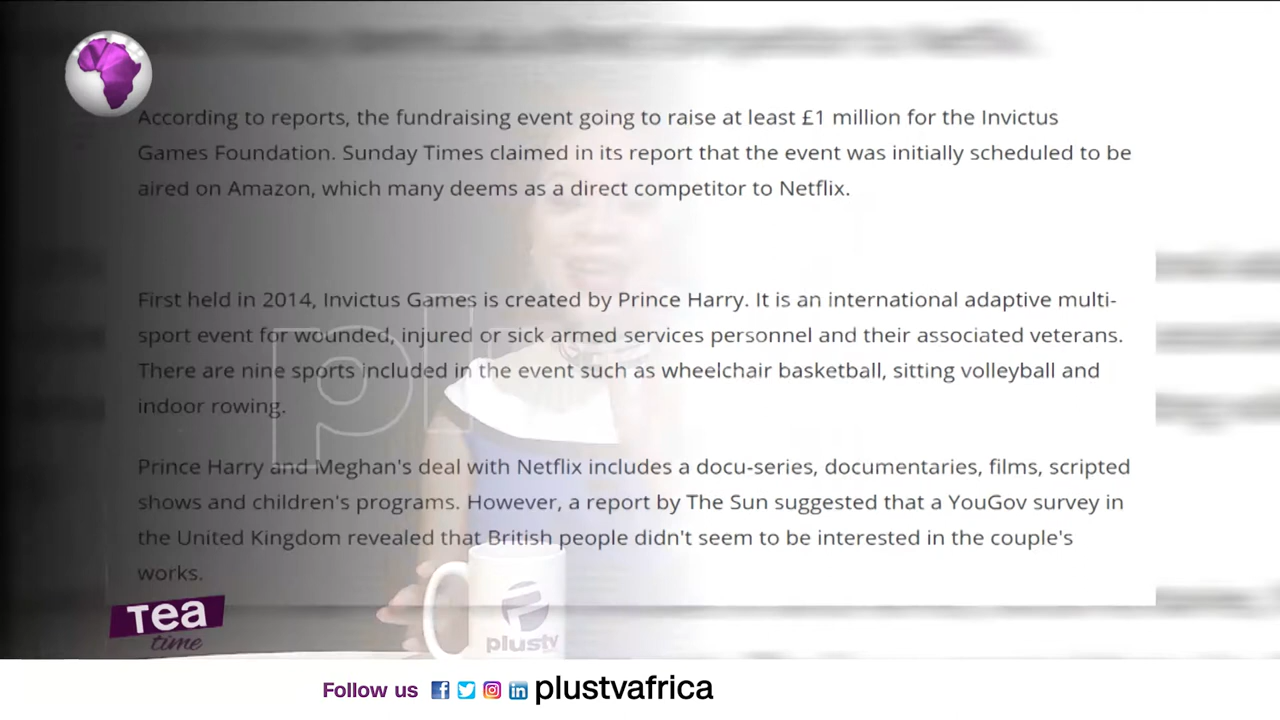 According to reports, the fundraising event going to raise at least £1 million for the Invictus
Games Foundation. Sunday Times claimed in its report that the event was initially scheduled to be
aired on Amazon, which many deems as a direct competitor to Netflix.
First held in 2014, Invictus Games is created by Prince Harry. It is an international adaptive multi-
sport event for wounded, injured or sick armed services personnel and their associated veterans.
There are nine sports included in the event such as wheelchair basketball, sitting volleyball and
indoor rowing.
Prince Harry and Meghan's deal with Netflix includes a docu-series, documentaries, films, scripted
shows and children's programs. However, a report by The Sun suggested that a YouGov survey in
the United Kingdom revealed that British people didn't seem to be interested in the couple's
works.
Tea
time
plustv
Follow us plustvafrica